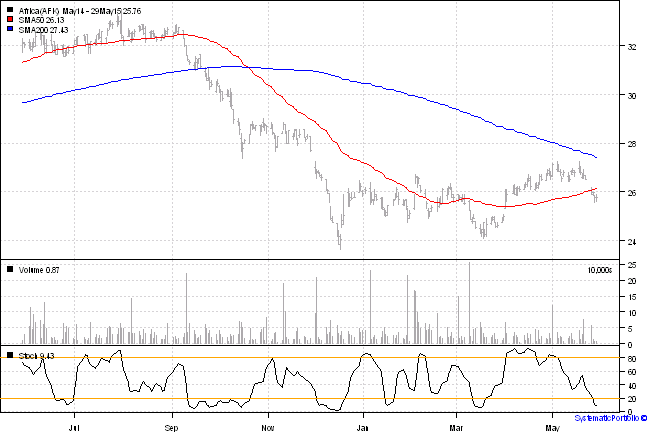 Africa(AFK) May14 - 29May15 25.76
SMA50 26.13
SMA200 27.43
32
30
28
26
24
Volume 0.87
10,000s
25
20
15
10
5
0
Stoch 9.43
80
60
40
20
0
Jul Sep Nov Jan Mar May
SystematicPortfolio ©